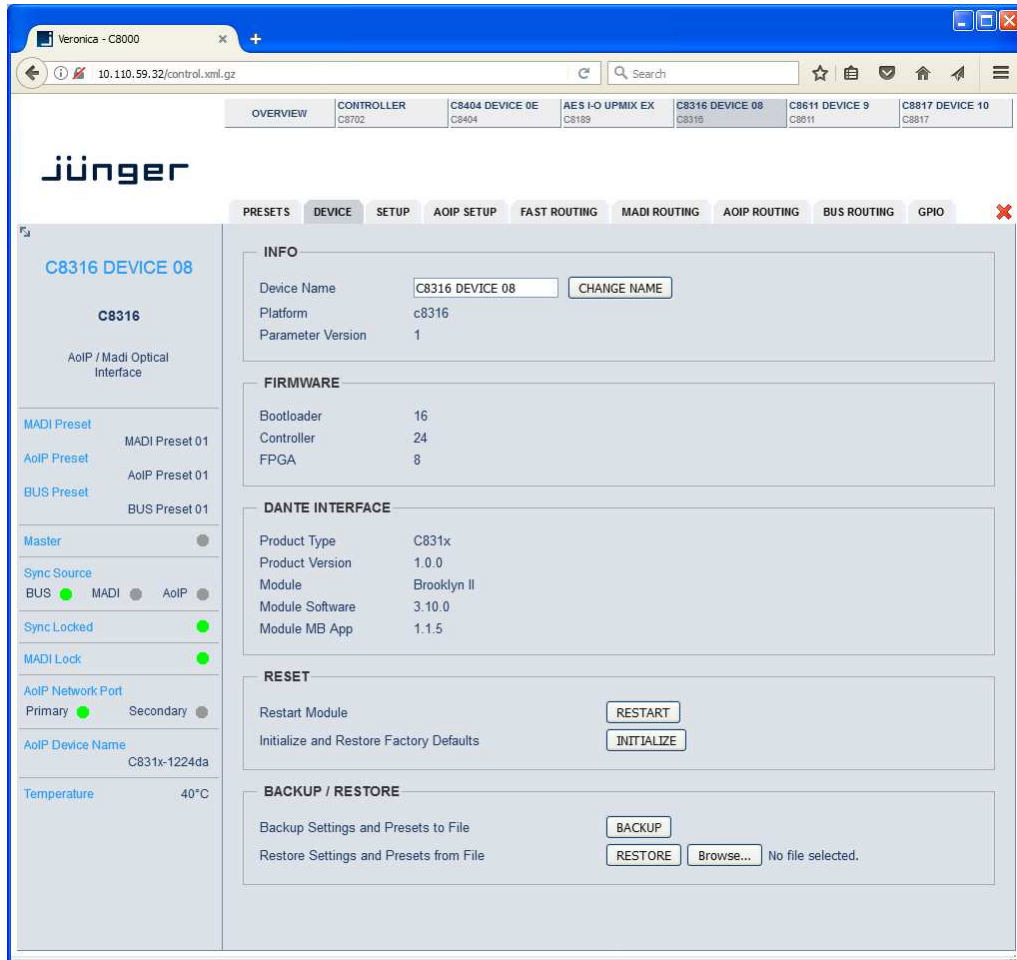 Veronica - C8000
10.110.59.32/control.xml.gz
Search
OVERVIEW
CONTROLLER
C8702
C8404 DEVICE 0E
C8404
AES I-O UPMIX EX
C8189
C8316 DEVICE 08
C8316
C8611 DEVICE 9
C8611
C8817 DEVICE 10
C8817
jünger
PRESETS DEVICE SETUP AOIP SETUP FAST ROUTING MADI ROUTING AOIP ROUTING BUS ROUTING GPIO
C8316 DEVICE 08
C8316
AoIP / Madi Optical
Interface
MADI Preset
MADI Preset 01
AoIP Preset
AoIP Preset 01
BUS Preset
BUS Preset 01
Master
Sync Source
BUS MADI AoIP
Sync Locked
MADI Lock
AoIP Network Port
Primary Secondary
AoIP Device Name
C831x-1224da
Temperature 40°C
INFO
Device Name C8316 DEVICE 08 CHANGE NAME
Platform c8316
Parameter Version 1
FIRMWARE
Bootloader 16
Controller 24
FPGA 8
DANTE INTERFACE
Product Type C831x
Product Version 1.0.0
Module Brooklyn II
Module Software 3.10.0
Module MB App 1.1.5
RESET
Restart Module RESTART
Initialize and Restore Factory Defaults INITIALIZE
BACKUP / RESTORE
Backup Settings and Presets to File BACKUP
Restore Settings and Presets from File RESTORE Browse... No file selected.